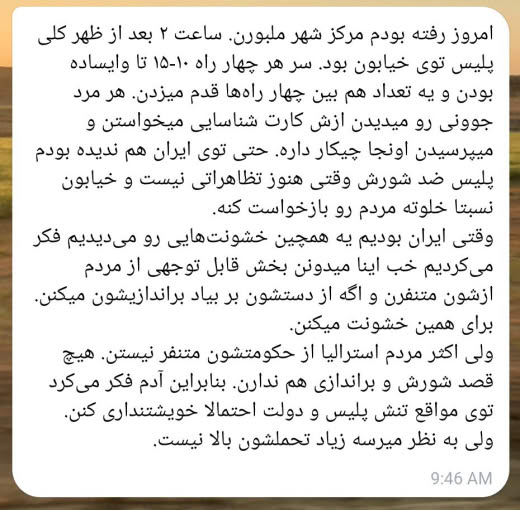 امروز رفته بودم مرکز شهر ملبورن. ساعت ۲ بعد از ظهر کلی
پلیس توی خیابون بود. سر هر چهار راه ۱۰-۱۵ تا وایساده
بودن و یه تعداد هم بین چهار راه‌ها قدم میزدن. هر مرد
جوونی رو میدیدن ازش کارت شناسایی میخواستن و
میپرسیدن اونجا چیکار داره. حتی توی ایران هم ندیده بودم
پلیس ضد شورش وقتی هنوز تظاهراتی نیست و خیابون
نسبتا خلوته مردم رو بازخواست کنه.
وقتی ایران بودیم یه همچین خشونت‌هایی رو می‌دیدیم فکر
می‌کردیم خب اینا میدونن بخش قابل توجهی از مردم
ازشون متنفرن و اگه از دستشون بر بیاد براندازیشون میکنن.
برای همین خشونت میکنن.
ولی اکثر مردم استرالیا از حکومتشون متنفر نیستن. هیچ
قصد شورش و براندازی هم ندارن. بنابراین آدم فکر می‌کرد
توی مواقع تنش پلیس و دولت احتمالا خویشتنداری کنن.
ولی به نظر میرسه زیاد تحملشون بالا نیست.
9:46 AM